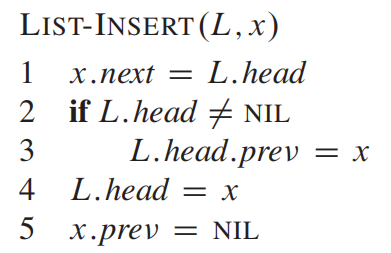 LIST-INSERT(L, x)
1 x.next = L.head
2 if L.head ≠ NIL
3 L.head.prev = x
4 L.head = x
5 x.prev = NIL